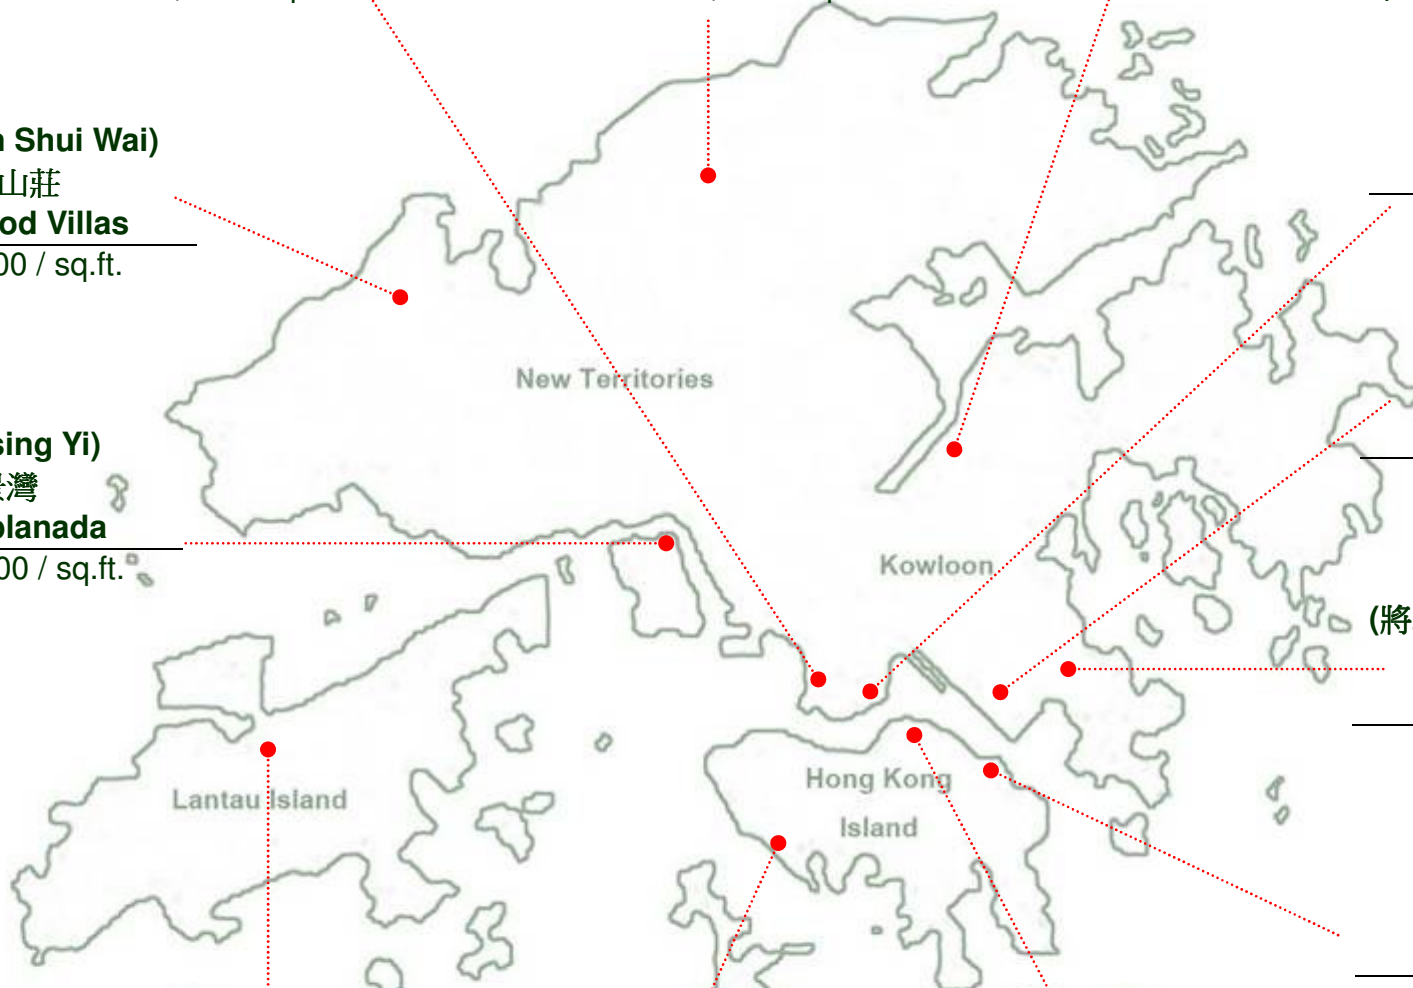 Shui Wai)
山莊
od Villas
00 / sq.ft.
New Territories
sing Yi)
灣
planada
00 / sq.ft.
Kowloon
(將
Hong Kong
Island
Lantau Island